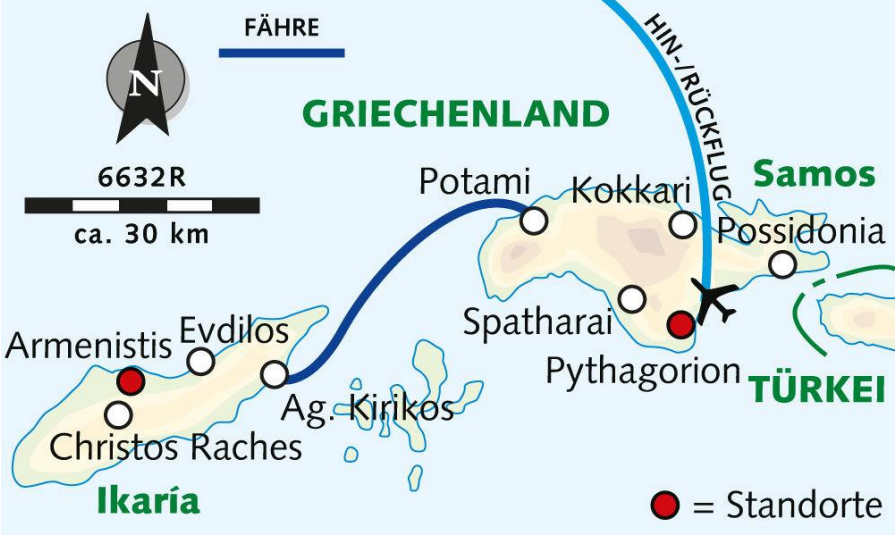 FÄHRE
N
HIN-/RÜCKFLUG
GRIECHENLAND
6632R
ca. 30 km
Potami
Kokkari
Samos
Possidonia
Spatharai
Pythagorion
TÜRKEI
Armenistis
Evdilos
Ag. Kirikos
Christos Raches
Ikaría
= Standorte